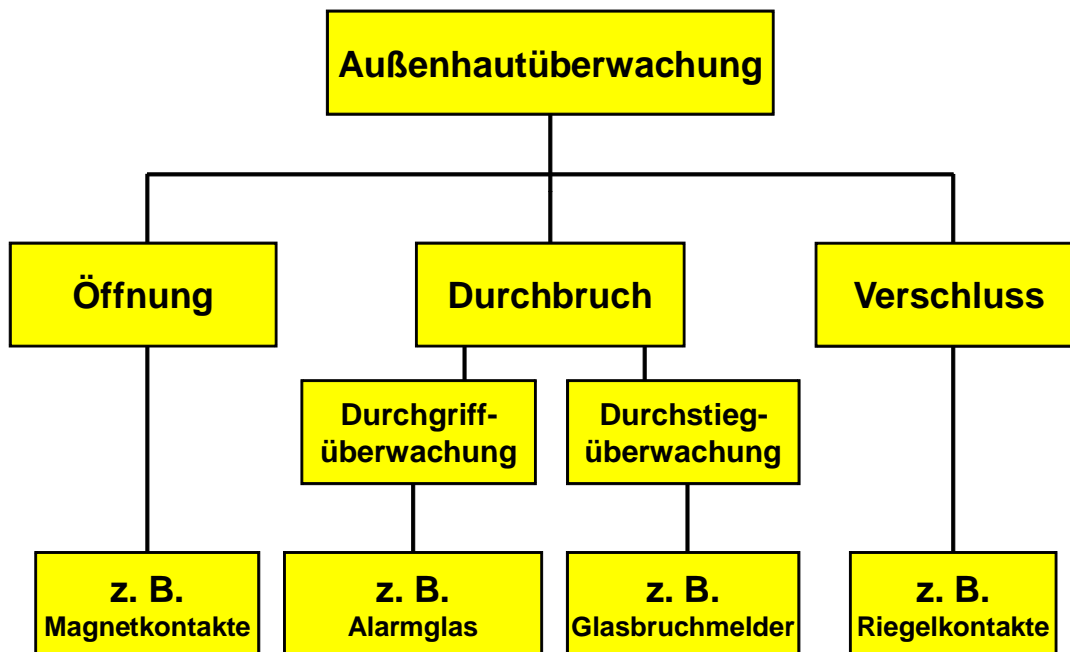 Außenhautüberwachung
Öffnung
Durchbruch
Verschluss
Durchgriff-
überwachung
Durchstieg-
überwachung
z. B.
Magnetkontakte
z. B.
Alarmglas
z. B.
Glasbruchmelder
z. B.
Riegelkontakte